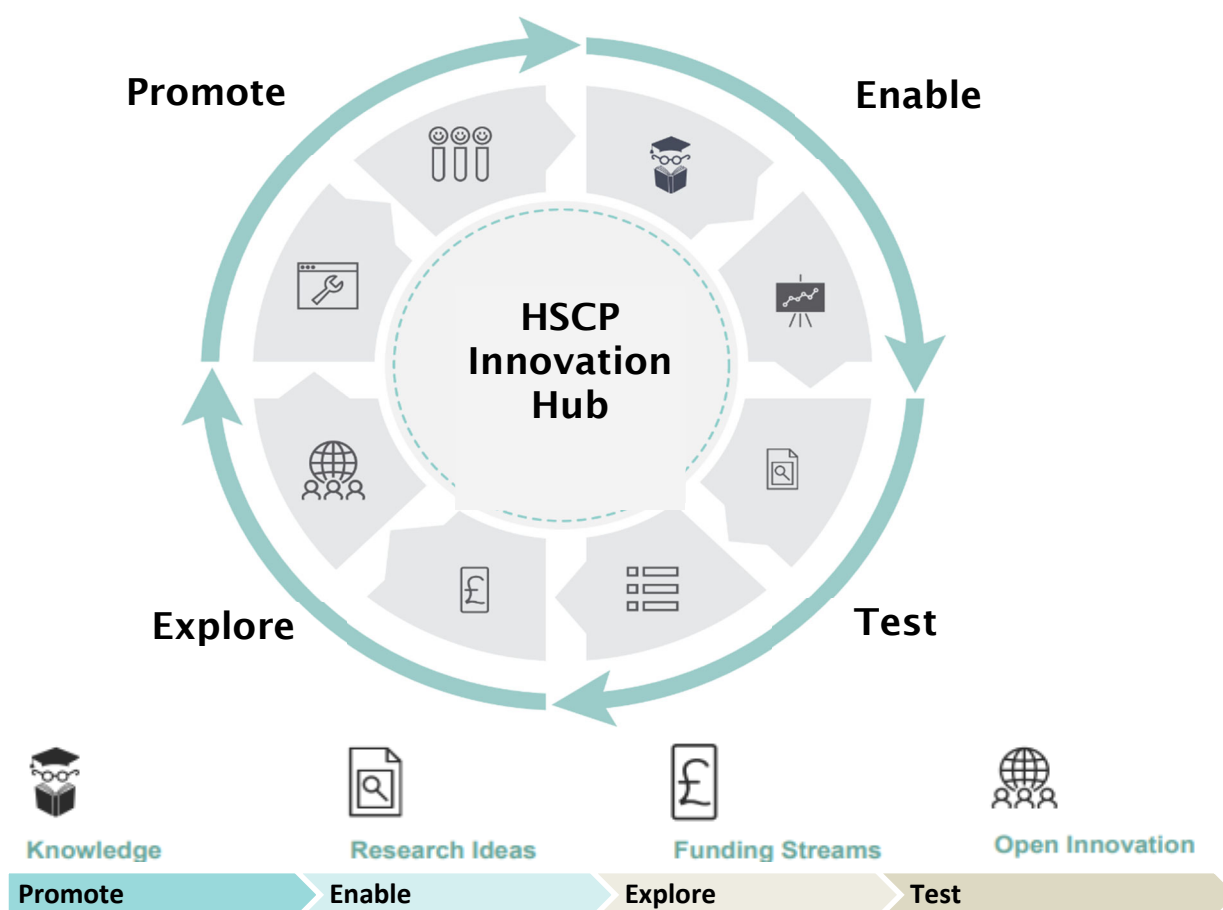 Promote
Enable
HSCP
Innovation
Hub
Explore
Test
£
Knowledge
Research Ideas
£
Funding Streams
Open Innovation
Promote
Enable
Explore
Test